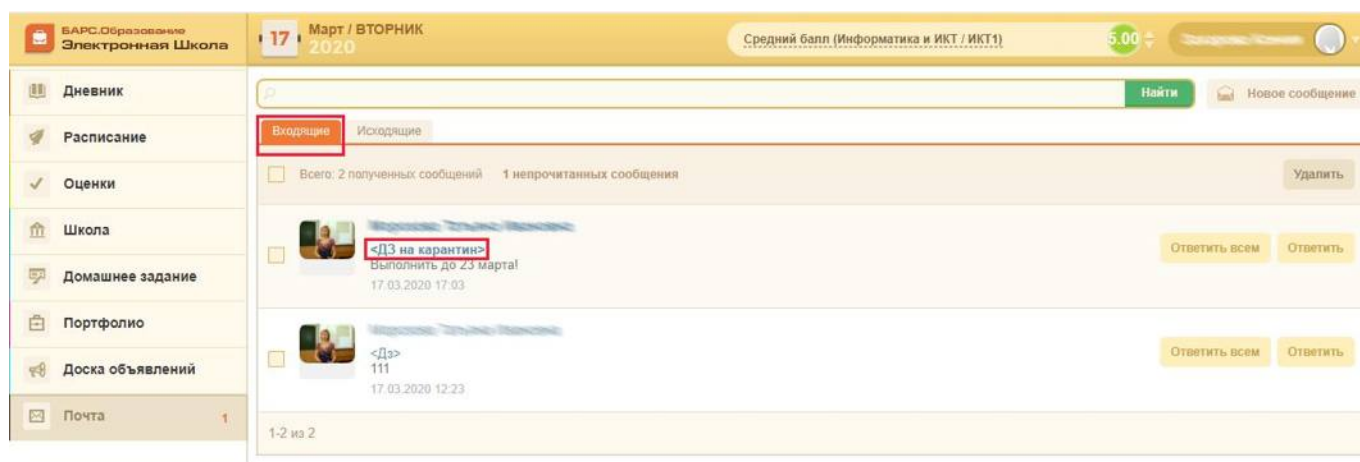 БАРС.Образование
Электронная Школа
17
Март / ВТОРНИК
2020
Средний балл (Информатика и ИКТ / ИКТ1)
5.00
Дневник
Расписание
Оценки
Школа
Домашнее задание
Портфолио
Доска объявлений
Почта
1
Найти
Новое сообщение
Входящие
Исходящие
Всего: 2 полученных сообщений 1 непрочитанных сообщения
Удалить
<ДЗ на карантин>
Выполнить до 23 марта!
17.03.2020 17:03
Ответить всем
Ответить
<Дз>
111
17.03.2020 12:23
Ответить всем
Ответить
1-2 из 2